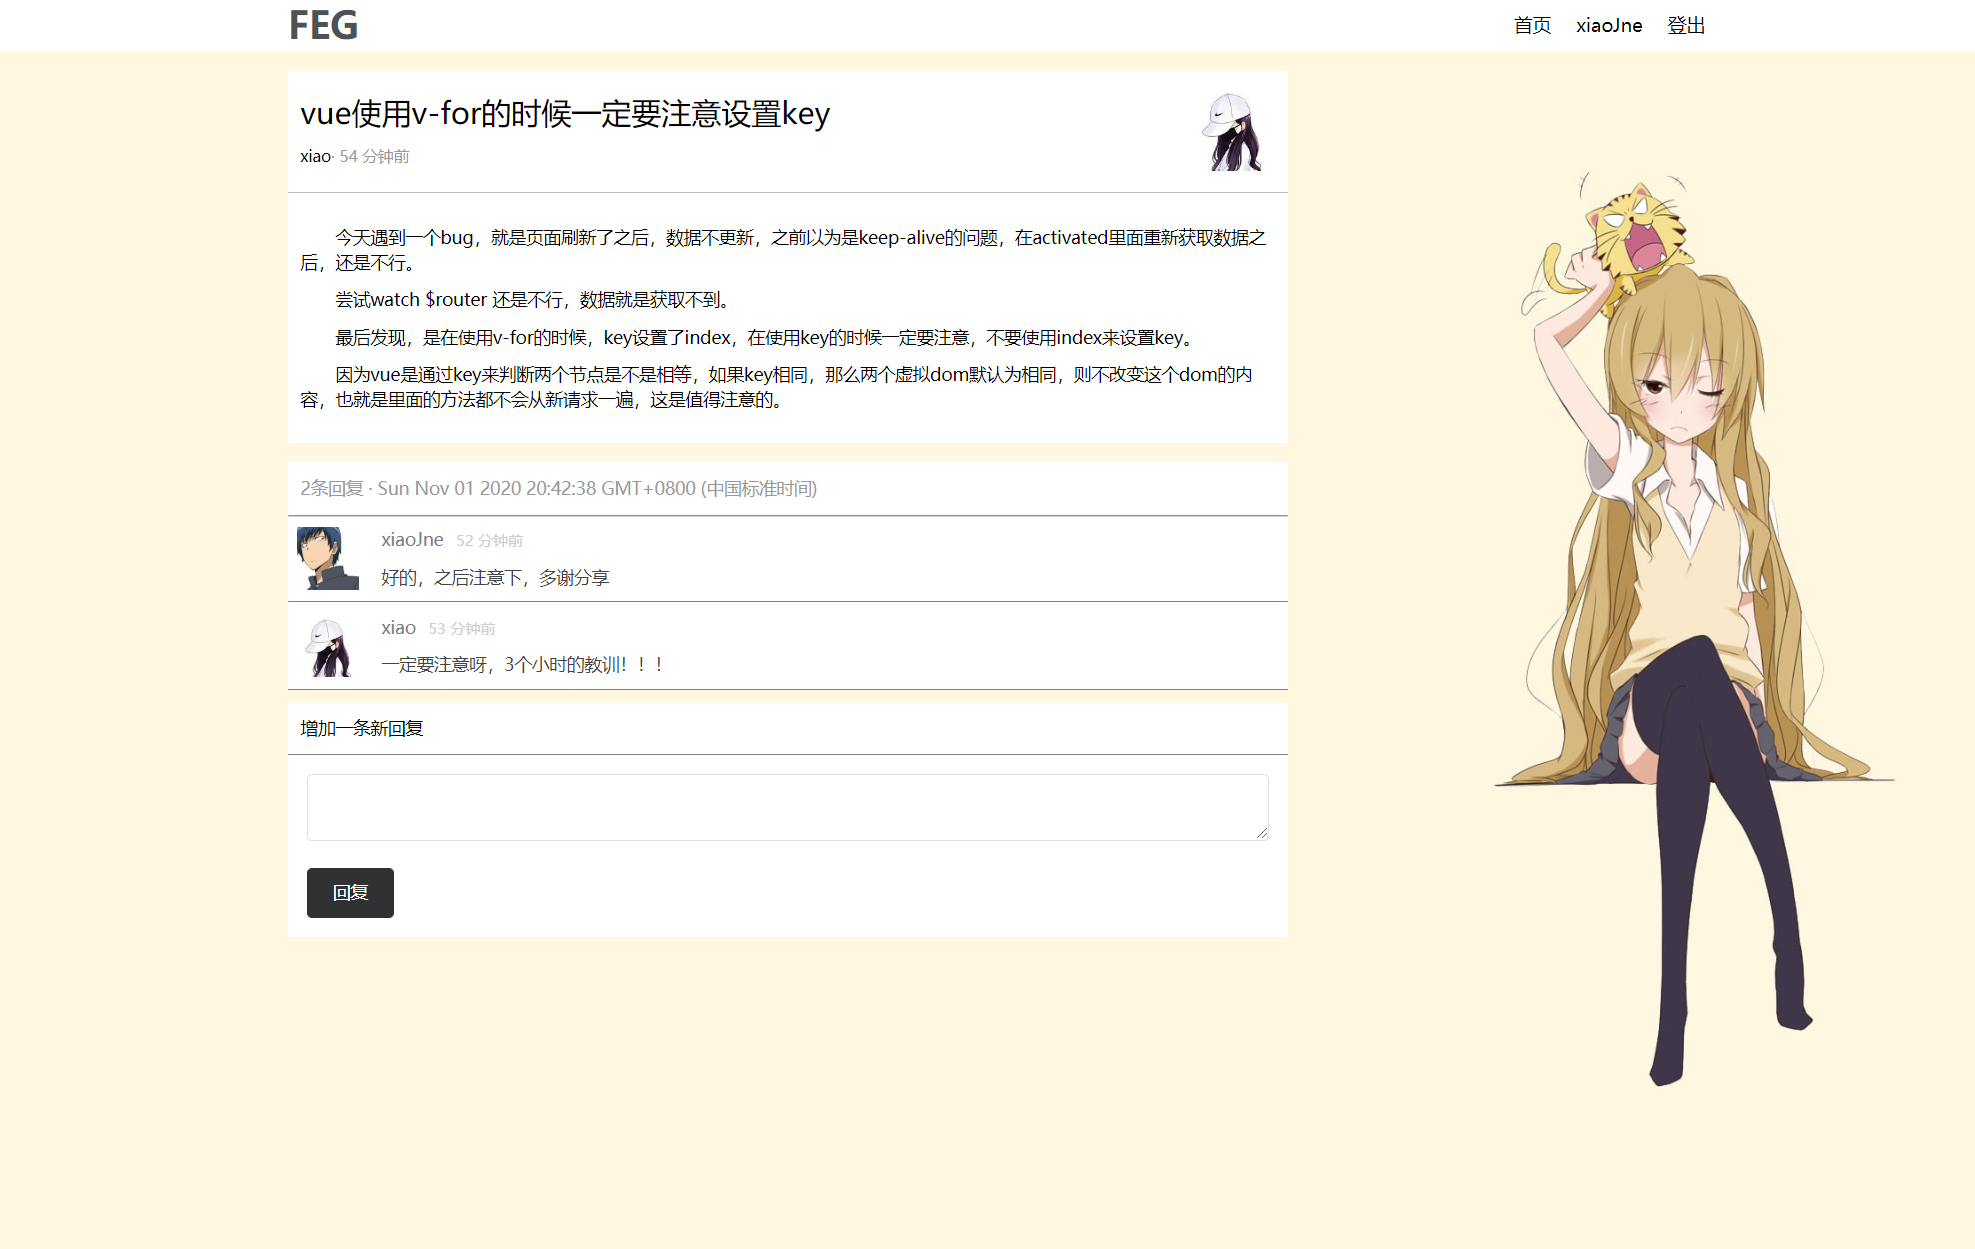 FEG
首页 xiaoJne 登出
vue使用v-for的时候一定要注意设置key
xiao· 54 分钟前
今天遇到一个bug，就是页面刷新了之后，数据不更新，之前以为是keep-alive的问题，在activated里面重新获取数据之
后，还是不行。
尝试watch $router 还是不行，数据就是获取不到。
最后发现，是在使用v-for的时候，key设置了index，在使用key的时候一定要注意，不要使用index来设置key。
因为vue是通过key来判断两个节点是不是相等，如果key相同，那么两个虚拟dom默认为相同，则不改变这个dom的内
容，也就是里面的方法都不会从新请求一遍，这是值得注意的。
2条回复 · Sun Nov 01 2020 20:42:38 GMT+0800 (中国标准时间)
xiaoJne 52 分钟前
好的，之后注意下，多谢分享
xiao 53 分钟前
一定要注意呀，3个小时的教训！！！
增加一条新回复
回复